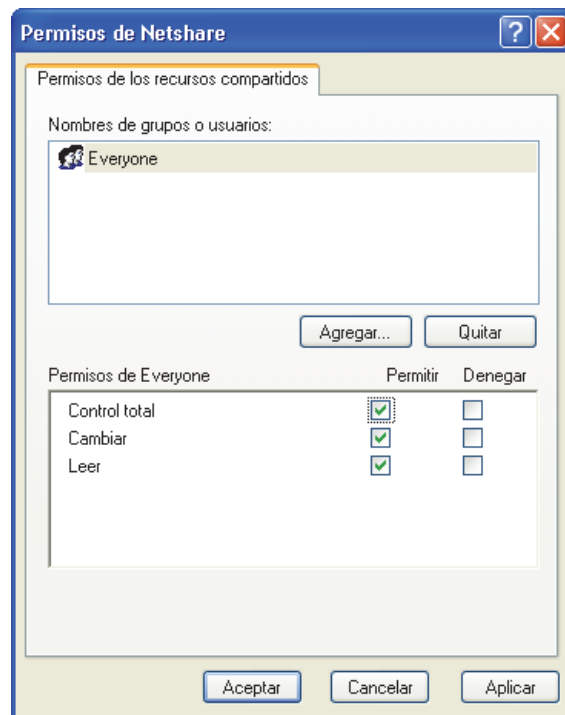 Permisos de Netshare
Permisos de los recursos compartidos
Nombres de grupos o usuarios:
Everyone
Agregar... Quitar
Permisos de Everyone Permitir Denegar
Control total
Cambiar
Leer
Aceptar Cancelar Aplicar